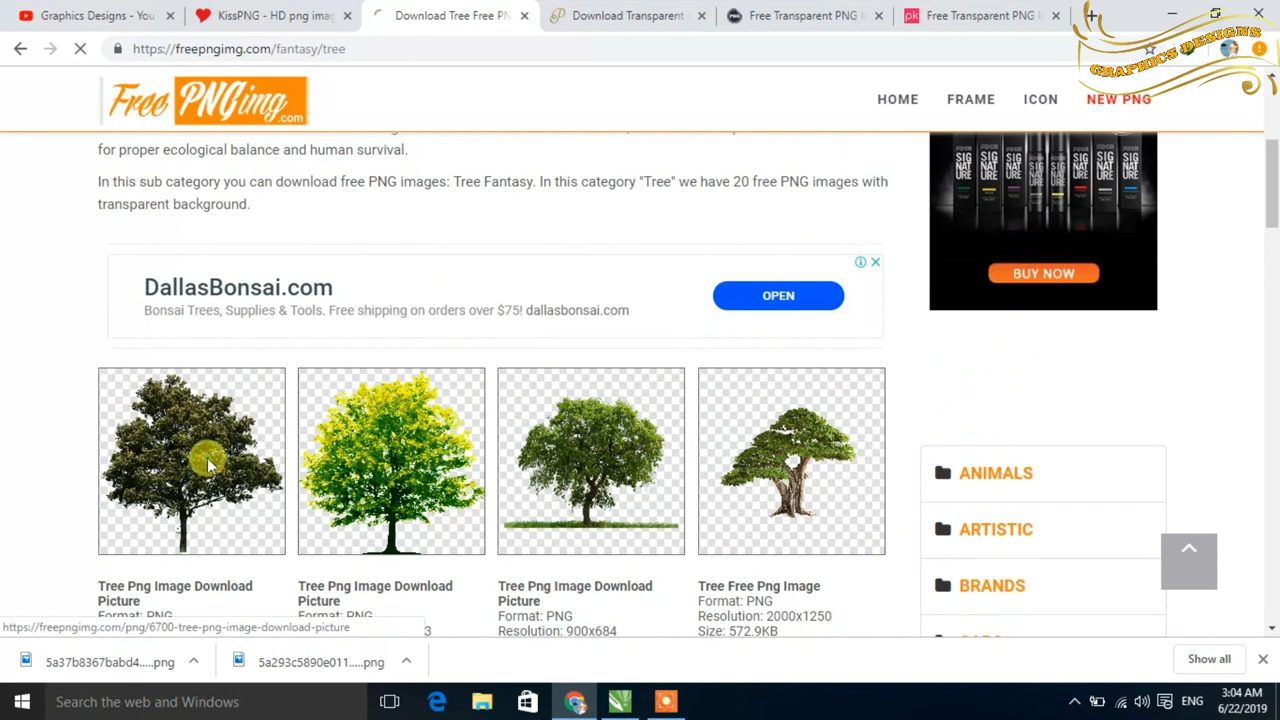 Graphics Designs - You
KissPNG - HD png ima
Download Tree Free PN
Download Transparent
Free Transparent PNG I
Free Transparent PNG I
https://freepngimg.com/fantasy/tree
GRAPHICS DESIGNS
Free PNGimg .com
HOME FRAME ICON NEW PNG
for proper ecological balance and human survival.
In this sub category you can download free PNG images: Tree Fantasy. In this category "Tree" we have 20 free PNG images with
transparent background.
SIGNATURE
BUY NOW
DallasBonsai.com
Bonsai Trees, Supplies & Tools. Free shipping on orders over $75! dallasbonsai.com
OPEN
ANIMALS
ARTISTIC
BRANDS
Tree Png Image Download
Picture
Format: PNG
Tree Png Image Download
Picture
Format: PNG
3
Tree Png Image Download
Picture
Format: PNG
Resolution: 900x684
Tree Free Png Image
Format: PNG
Resolution: 2000x1250
Size: 572.9KB
https://freepngimg.com/png/6700-tree-png-image-download-picture
5a37b8367babd4.....png
5a293c5890e011.....png
Show all
Search the web and Windows
ENG
3:04 AM
6/22/2019